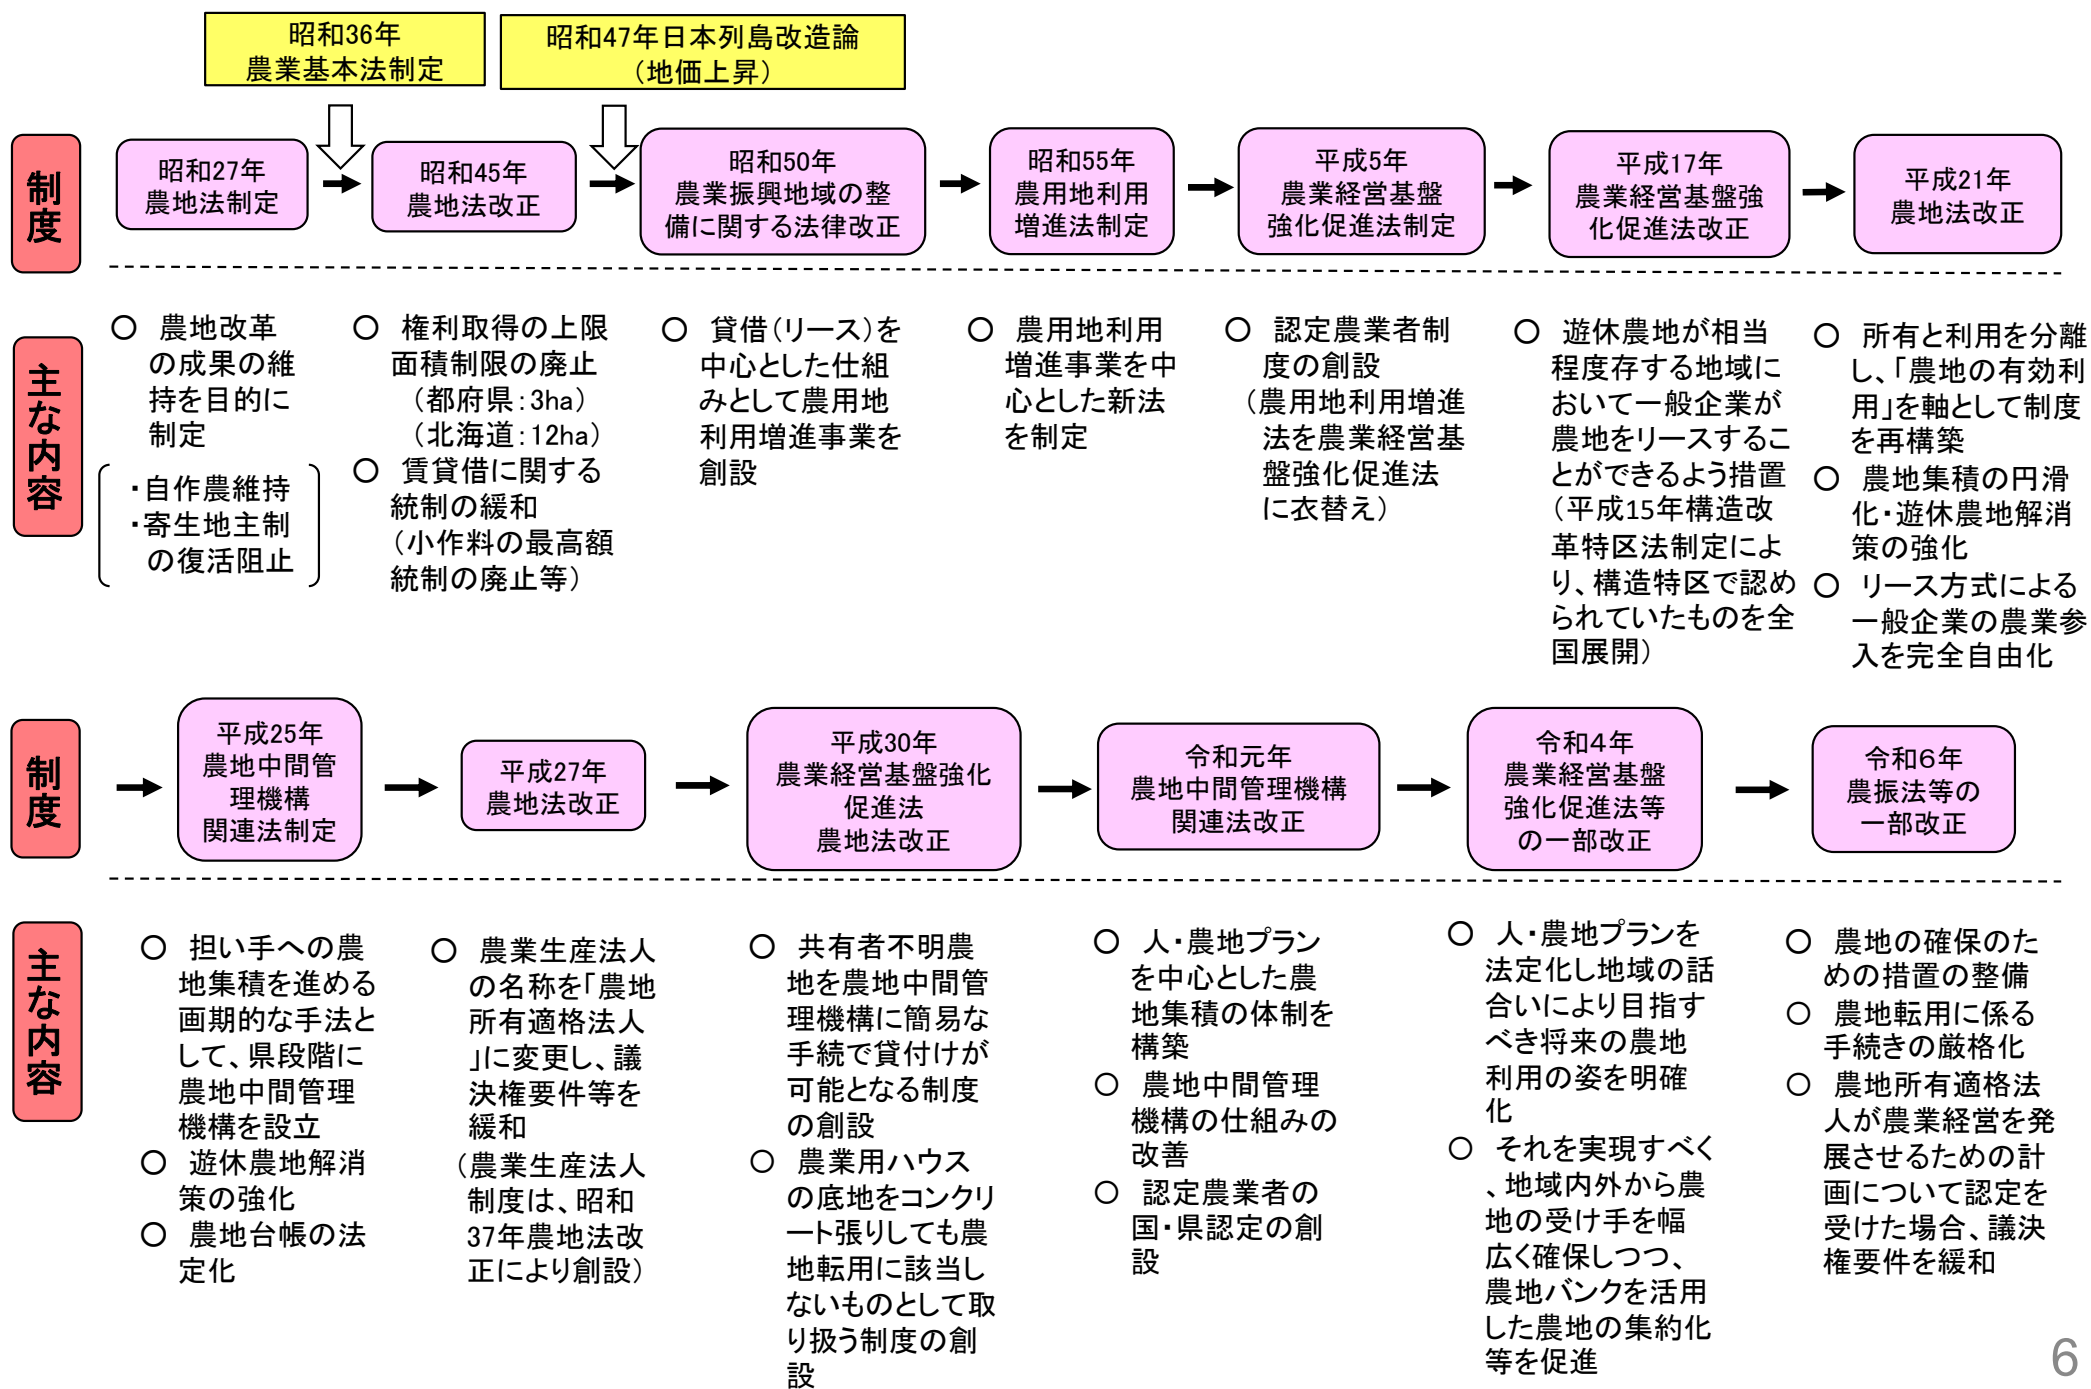 昭和36年
農業基本法制定
昭和47年日本列島改造論
（地価上昇）
制度
昭和27年
農地法制定
昭和45年
農地法改正
昭和50年
農業振興地域の整
備に関する法律改正
昭和55年
農用地利用
増進法制定
平成5年
農業経営基盤
強化促進法制定
平成17年
農業経営基盤強
化促進法改正
平成21年
農地法改正
主な内容
○ 農地改革
の成果の維
持を目的に
制定
・自作農維持
・寄生地主制
の復活阻止
○ 権利取得の上限
面積制限の廃止
（都府県：3ha）
（北海道：12ha）
○ 賃貸借に関する
統制の緩和
（小作料の最高額
統制の廃止等）
○ 貸借（リース）を
中心とした仕組
みとして農用地
利用増進事業を
創設
○ 農用地利用
増進事業を中
心とした新法
を制定
○ 認定農業者制
度の創設
（農用地利用増進
法を農業経営基
盤強化促進法
に衣替え）
○ 遊休農地が相当
程度存する地域に
おいて一般企業が
農地をリースするこ
とができるよう措置
（平成15年構造改
革特区法制定によ
り、構造特区で認め
られていたものを全
国展開）
○ 所有と利用を分離
し、「農地の有効利
用」を軸として制度
を再構築
○ 農地集積の円滑
化・遊休農地解消
策の強化
○ リース方式による
一般企業の農業参
入を完全自由化
制度
平成25年
農地中間管
理機構
関連法制定
平成27年
農地法改正
平成30年
農業経営基盤強化
促進法
農地法改正
令和元年
農地中間管理機構
関連法改正
令和４年
農業経営基盤
強化促進法等
の一部改正
令和６年
農振法等の
一部改正
主な内容
○ 担い手への農
地集積を進める
画期的な手法と
して、県段階に
農地中間管理
機構を設立
○ 遊休農地解消
策の強化
○ 農地台帳の法
定化
○ 農業生産法人
の名称を「農地
所有適格法人
」に変更し、議
決権要件等を
緩和
（農業生産法人
制度は、昭和
37年農地法改
正により創設）
○ 共有者不明農
地を農地中間管
理機構に簡易な
手続で貸付けが
可能となる制度
の創設
○ 農業用ハウス
の底地をコンクリ
ート張りしても農
地転用に該当し
ないものとして取
り扱う制度の創
設
○ 人・農地プラン
を中心とした農
地集積の体制を
構築
○ 農地中間管理
機構の仕組みの
改善
○ 認定農業者の
国・県認定の創
設
○ 人・農地プランを
法定化し地域の話
合いにより目指す
べき将来の農地
利用の姿を明確
化
○ それを実現すべく
、地域内外から農
地の受け手を幅
広く確保しつつ、
農地バンクを活用
した農地の集約化
等を促進
○ 農地の確保のた
めの措置の整備
○ 農地転用に係る
手続きの厳格化
○ 農地所有適格法
人が農業経営を発
展させるための計
画について認定を
受けた場合、議決
権要件を緩和
6